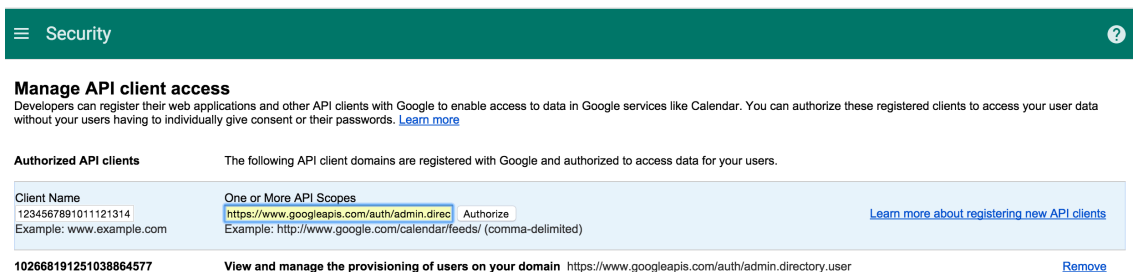 Security
Manage API client access
Developers can register their web applications and other API clients with Google to enable access to data in Google services like Calendar. You can authorize these registered clients to access your user data
without your users having to individually give consent or their passwords. Learn more
Authorized API clients The following API client domains are registered with Google and authorized to access data for your users.
Client Name One or More API Scopes
1234567891011121314 https://www.googleapis.com/auth/admin.direc Authorize Learn more about registering new API clients
Example: www.example.com Example: http://www.google.com/calendar/feeds/ (comma-delimited)
102668191251038864577 View and manage the provisioning of users on your domain https://www.googleapis.com/auth/admin.directory.user Remove